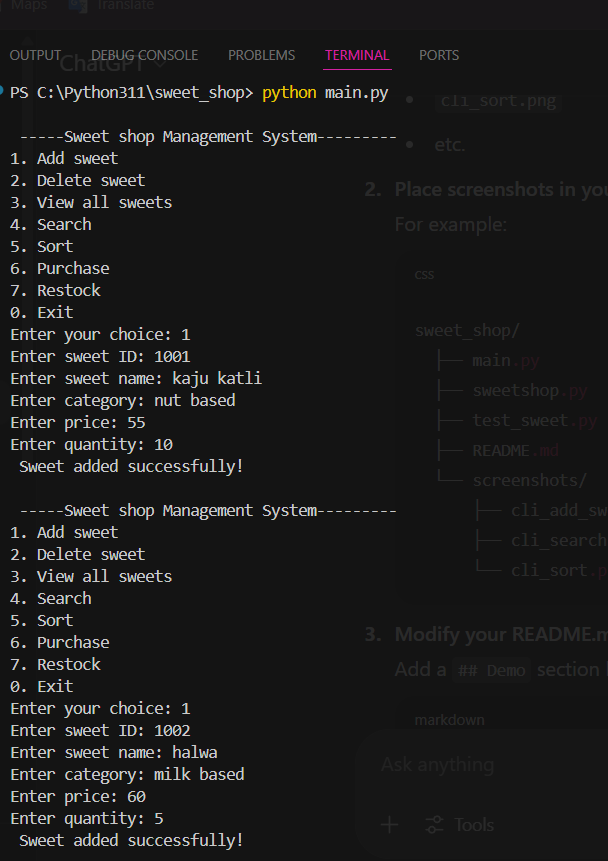 Maps Translate
OUTPUT DEBUG CONSOLE PROBLEMS TERMINAL PORTS
ChatGPT
PS C:\Python311\sweet_shop> python main.py
-----Sweet shop Management System---------
1. Add sweet
2. Delete sweet
3. View all sweets
4. Search
5. Sort
6. Purchase
7. Restock
0. Exit
Enter your choice: 1
Enter sweet ID: 1001
Enter sweet name: kaju katli
Enter category: nut based
Enter price: 55
Enter quantity: 10
Sweet added successfully!
-----Sweet shop Management System---------
1. Add sweet
2. Delete sweet
3. View all sweets
4. Search
5. Sort
6. Purchase
7. Restock
0. Exit
Enter your choice: 1
Enter sweet ID: 1002
Enter sweet name: halwa
Enter category: milk based
Enter price: 60
Enter quantity: 5
Sweet added successfully!
• cli_sort.png
• etc.
2. Place screenshots in you
For example:
css
sweet_shop/
├── main.py
├── sweetshop.py
├── test_sweet.py
├── README.md
└── screenshots/
├── cli_add_sw
├── cli_search
└── cli_sort.p
3. Modify your README.m
Add a ## Demo section
markdown
Ask anything
+ Tools